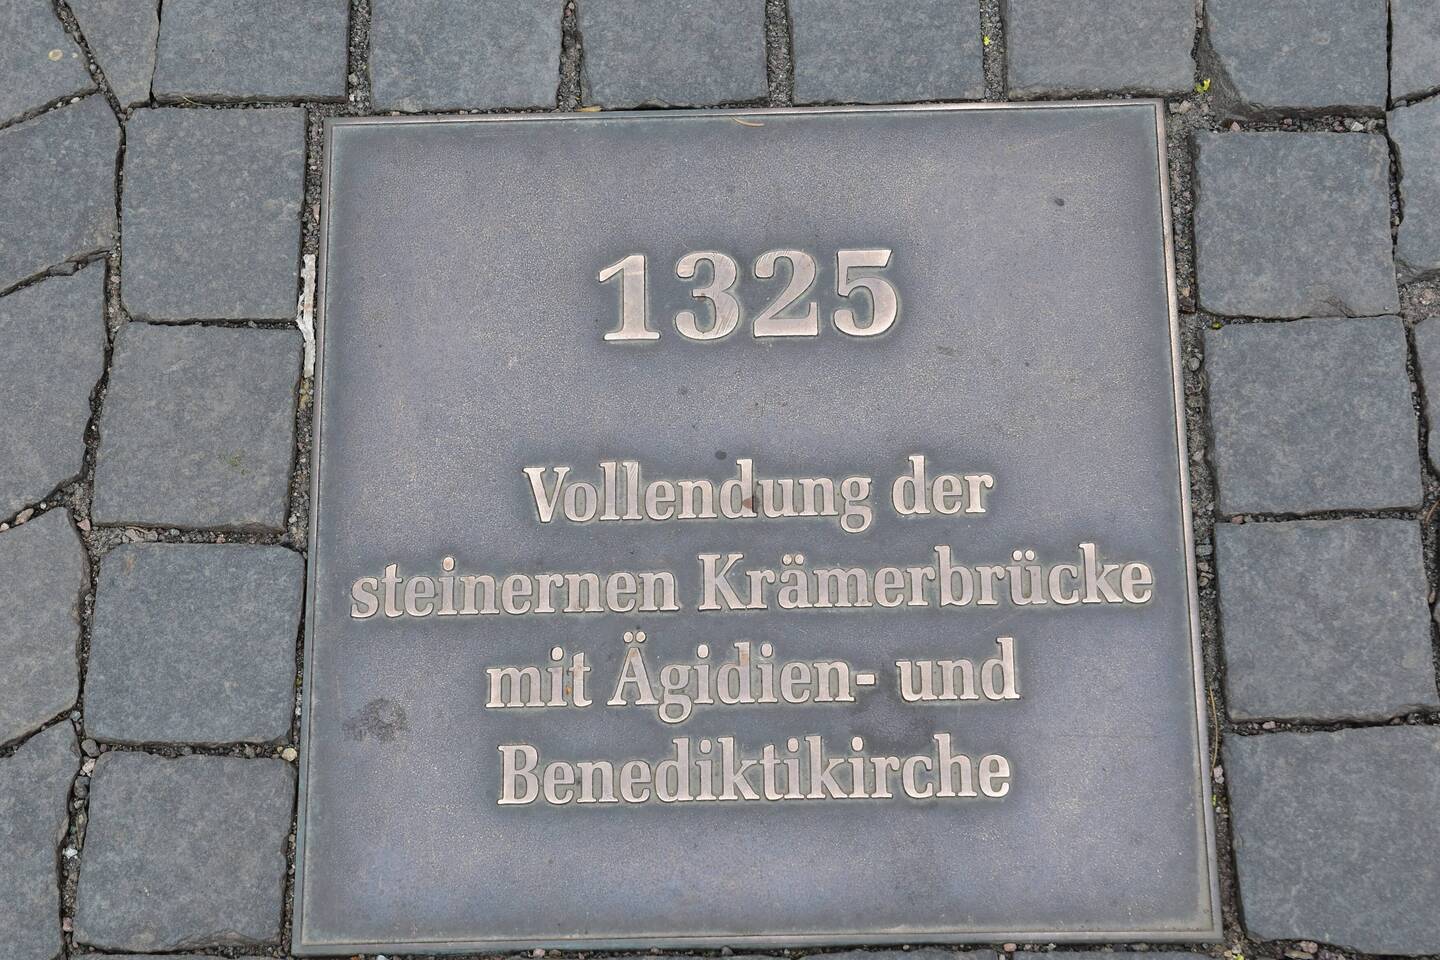 1325
Vollendung der
steinernen Krämerbrücke
mit Ägidien- und
Benediktikirche